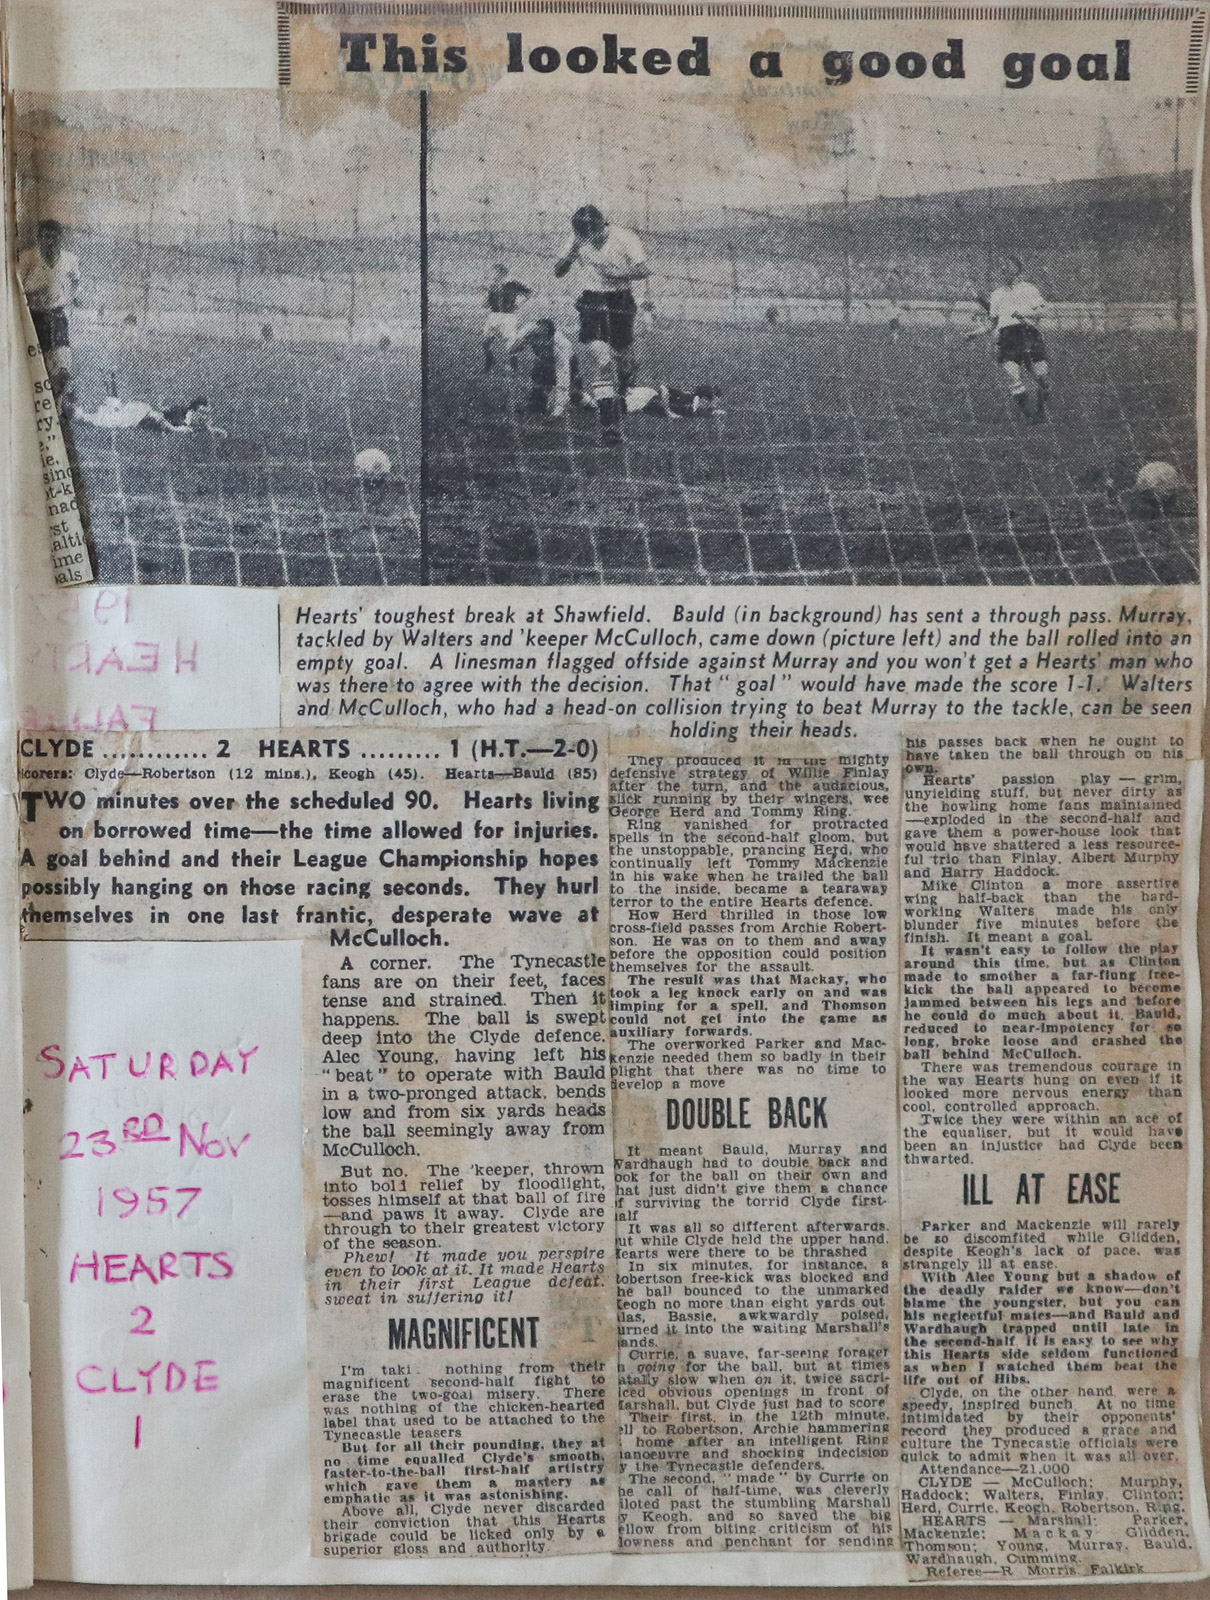 This looked a good goal
Hearts' toughest break at Shawfield. Bauld (in background) has sent a through pass. Murray,
tackled by Walters and 'keeper McCulloch, came down (picture left) and the ball rolled into an
empty goal. A linesman flagged offside against Murray and you won't get a Hearts' man who
was there to agree with the decision. That "goal" would have made the score 1-1. Walters
and McCulloch, who had a head-on collision trying to beat Murray to the tackle, can be seen
holding their heads.
CLYDE ............ 2 HEARTS ......... 1 (H.T.—2-0)
Clyde—Robertson (12 mins.), Keogh (45). Hearts—Bauld (85)
TWO minutes over the scheduled 90. Hearts living
on borrowed time—the time allowed for injuries.
A goal behind and their League Championship hopes
possibly hanging on those racing seconds. They hurl
themselves in one last frantic, desperate wave at
McCulloch.
A corner. The Tynecastle
fans are on their feet, faces
tense and strained. Then it
happens. The ball is swept
deep into the Clyde defence.
Alec Young, having left his
"beat" to operate with Bauld
in a two-pronged attack, bends
low and from six yards heads
the ball seemingly away from
McCulloch.
But no. The 'keeper, thrown
into bold relief by floodlight,
tosses himself at that ball of fire
—and paws it away. Clyde are
through to their greatest victory
of the season.
Phew! It made you perspire
even to look at it. It made Hearts
in their first League defeat,
sweat in suffering it!
MAGNIFICENT
I'm taki nothing from their
magnificent second-half fight to
erase the two-goal misery. There
was nothing of the chicken-hearted
label that used to be attached to the
Tynecastle teasers
But for all their pounding, they at
no time equalled Clyde's smooth,
faster-to-the-ball first-half artistry
which gave them a mastery as
emphatic as it was astonishing.
Above all, Clyde never discarded
their conviction that this Hearts
brigade could be licked only by a
superior gloss and authority.
They produced it in the mighty
defensive strategy of Willie Finlay
after the turn, and the audacious,
slick running by their wingers, wee
George Herd and Tommy Ring.
Ring vanished for protracted
spells in the second-half gloom, but
the unstoppable, prancing Herd, who
continually left Tommy Mackenzie
in his wake when he trailed the ball
to the inside, became a tearaway
terror to the entire Hearts defence.
How Herd thrilled in those low
cross-field passes from Archie Robert-
son. He was on to them and away
before the opposition could position
themselves for the assault.
The result was that Mackay, who
took a leg knock early on and was
limping for a spell, and Thomson
could not get into the game as
auxiliary forwards.
The overworked Parker and Mac-
kenzie needed them so badly in their
plight that there was no time to
develop a move
DOUBLE BACK
It meant Bauld, Murray and
Wardhaugh had to double back and
ook for the ball on their own and
hat just didn't give them a chance
f surviving the torrid Clyde first-
alf
It was all so different afterwards.
ut while Clyde held the upper hand,
earts were there to be thrashed
In six minutes, for instance, a
obertson free-kick was blocked and
he ball bounced to the unmarked
eogh no more than eight yards out
las, Bassie, awkwardly poised,
urned it into the waiting Marshall's
ands.
Currie, a suave, far-seeing forager
n going for the ball, but at times
atally slow when on it, twice sacri-
iced obvious openings in front of
arshall, but Clyde just had to score
Their first, in the 12th minute,
ell to Robertson, Archie hammering
home after an intelligent Ring
anoeuvre and shocking indecision
y the Tynecastle defenders.
The second, "made" by Currie on
he call of half-time, was cleverly
iloted past the stumbling Marshall
y Keogh, and so saved the big
ellow from biting criticism of his
lowness and penchant for sending
his passes back when he ought to
have taken the ball through on his
own.
Hearts' passion play — grim,
unyielding stuff, but never dirty as
the howling home fans maintained
—exploded in the second-half and
gave them a power-house look that
would have shattered a less resource-
ful trio than Finlay, Albert Murphy
and Harry Haddock.
Mike Clinton a more assertive
wing half-back than the hard-
working Walters made his only
blunder five minutes before the
finish. It meant a goal.
It wasn't easy to follow the play
around this time, but as Clinton
made to smother a far-flung free-
kick the ball appeared to become
jammed between his legs and before
he could do much about it, Bauld,
reduced to near-impotency for so
long, broke loose and crashed the
ball behind McCulloch.
There was tremendous courage in
the way Hearts hung on even if it
looked more nervous energy than
cool, controlled approach.
Twice they were within an ace of
the equaliser, but it would have
been an injustice had Clyde been
thwarted.
ILL AT EASE
Parker and Mackenzie will rarely
be so discomfited while Glidden,
despite Keogh's lack of pace, was
strangely ill at ease.
With Alec Young but a shadow of
the deadly raider we know—don't
blame the youngster, but you can
his neglectful mates—and Bauld and
Wardhaugh trapped until late in
the second-half it is easy to see why
this Hearts side seldom functioned
as when I watched them beat the
life out of Hibs.
Clyde, on the other hand, were a
speedy, inspired bunch At no time
intimidated by their opponents'
record they produced a grace and
culture the Tynecastle officials were
quick to admit when it was all over.
Attendance—21,000
CLYDE — McCulloch; Murphy,
Haddock; Walters, Finlay, Clinton;
Herd, Currie, Keogh, Robertson, Ring.
HEARTS — Marshall; Parker,
Mackenzie; Mackay Glidden,
Thomson; Young, Murray, Bauld,
Wardhaugh, Cumming.
Referee—R Morris, Falkirk
SATURDAY
23RD NOV
1957
HEARTS
2
CLYDE
1